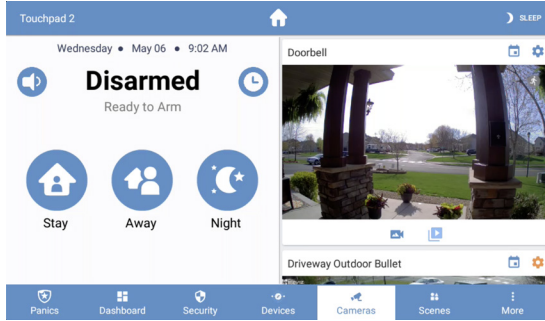 Touchpad 2
SLEEP
Wednesday • May 06 • 9:02 AM
Disarmed
Ready to Arm
Stay
Away
Night
Doorbell
Driveway Outdoor Bullet
Panics
Dashboard
Security
Devices
Cameras
Scenes
More